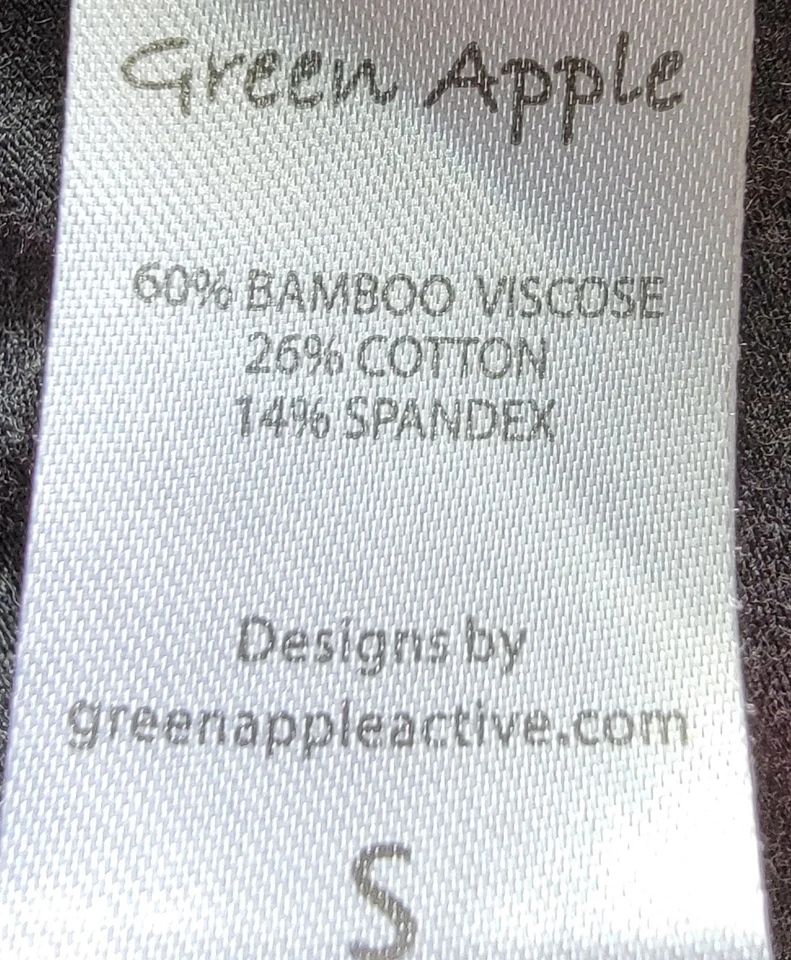 Green Apple
60% BAMBOO VISCOSE
26% COTTON
14% SPANDEX
Designs by
greenappleactive.com
S